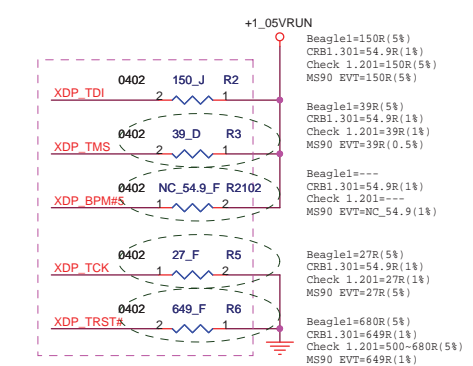 +1_05VRUN
Beagle1=150R(5%)
CRB1.301=54.9R(1%)
Check 1.201=150R(5%)
MS90 EVT=150R(5%)
0402 150_J R2
XDP_TDI 2 1
Beagle1=39R(5%)
CRB1.301=54.9R(1%)
Check 1.201=39R(1%)
MS90 EVT=39R(0.5%)
0402 39_D R3
XDP_TMS 2 1
Beagle1=---
CRB1.301=54.9R(1%)
Check 1.201=---
MS90 EVT=NC_54.9(1%)
0402 NC_54.9_F R2102
XDP_BPM#5 1 2
Beagle1=27R(5%)
CRB1.301=54.9R(1%)
Check 1.201=27R(1%)
MS90 EVT=27R(5%)
0402 27_F R5
XDP_TCK 1 2
Beagle1=680R(5%)
CRB1.301=649R(1%)
Check 1.201=500~680R(5%)
MS90 EVT=649R(1%)
0402 649_F R6
XDP_TRST# 2 1